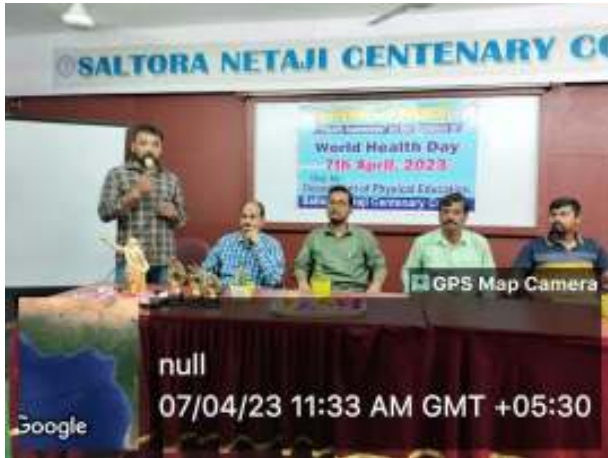 SALTORA NETAJI CENTENARY CO
World Health Day
7th April, 2023
Department of Physical Education
Netaji Centenary
GPS Map Camera
null
07/04/23 11:33 AM GMT +05:30
Google